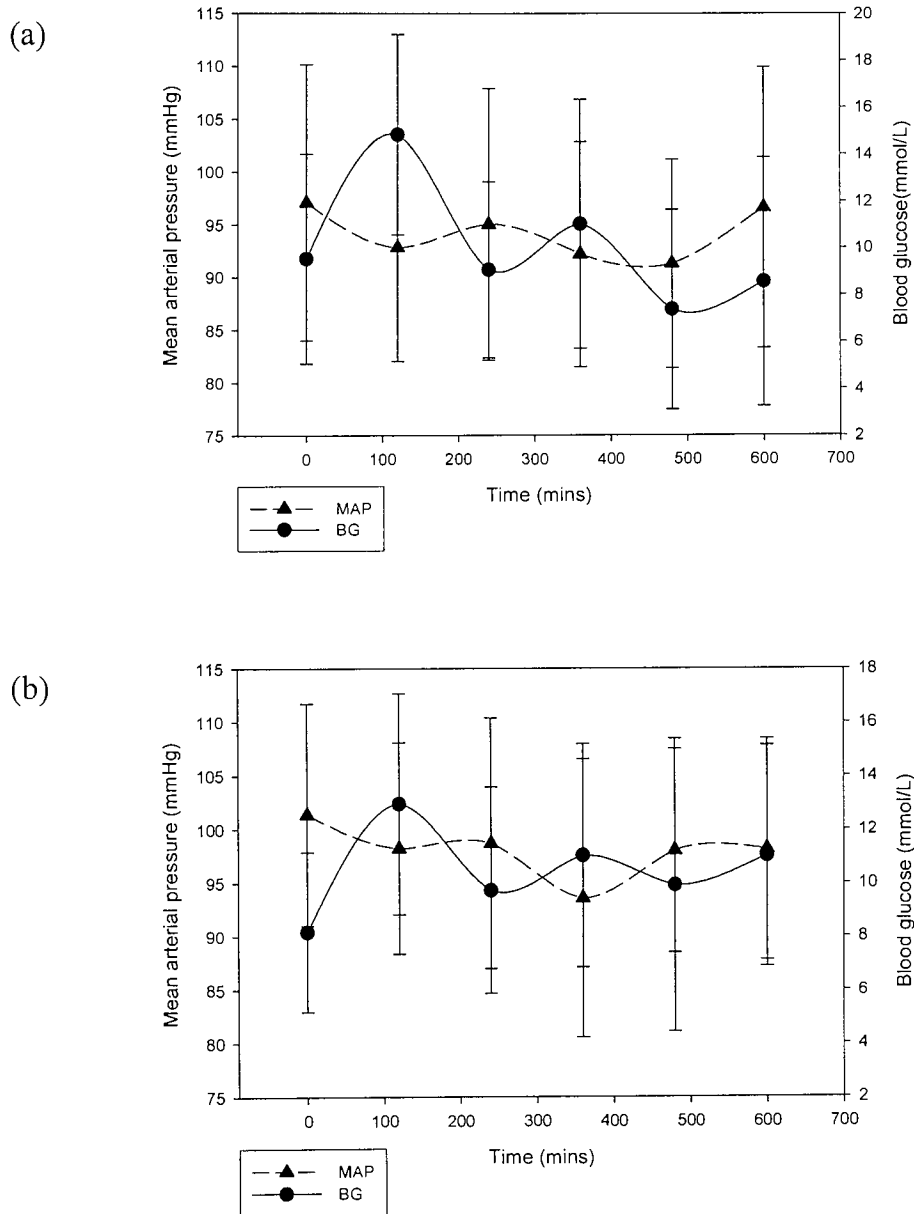 (a)
115
110
105
100
95
90
85
80
75
Mean arterial pressure (mmHg)
20
18
16
14
12
10
8
6
4
2
Blood glucose(mmol/L)
0 100 200 300 400 500 600 700
Time (mins)
MAP
BG
(b)
115
110
105
100
95
90
85
80
75
Mean arterial pressure (mmHg)
18
16
14
12
10
8
6
4
2
Blood glucose (mmol/L)
0 100 200 300 400 500 600 700
Time (mins)
MAP
BG